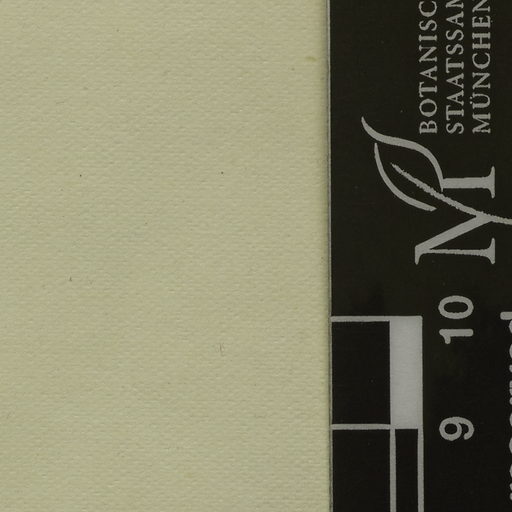 BOTANISC
STAATSSAM
MÜNCHEN
M
10
9